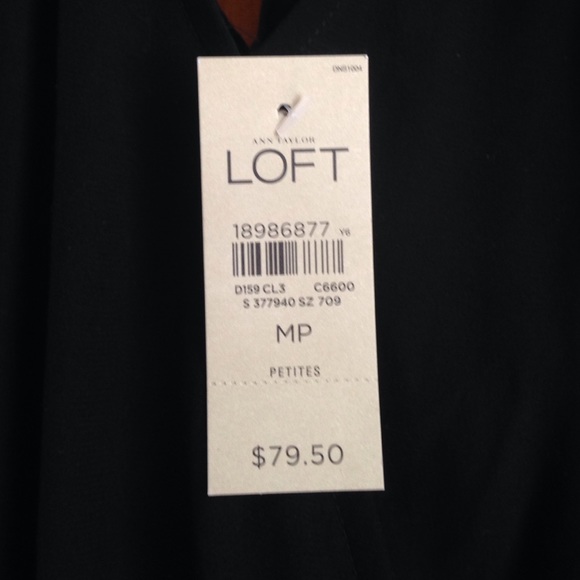 ANN TAYLOR
LOFT
18986877 Y6
D159 CL3 C6600
S 377940 SZ 709
MP
PETITES
$79.50